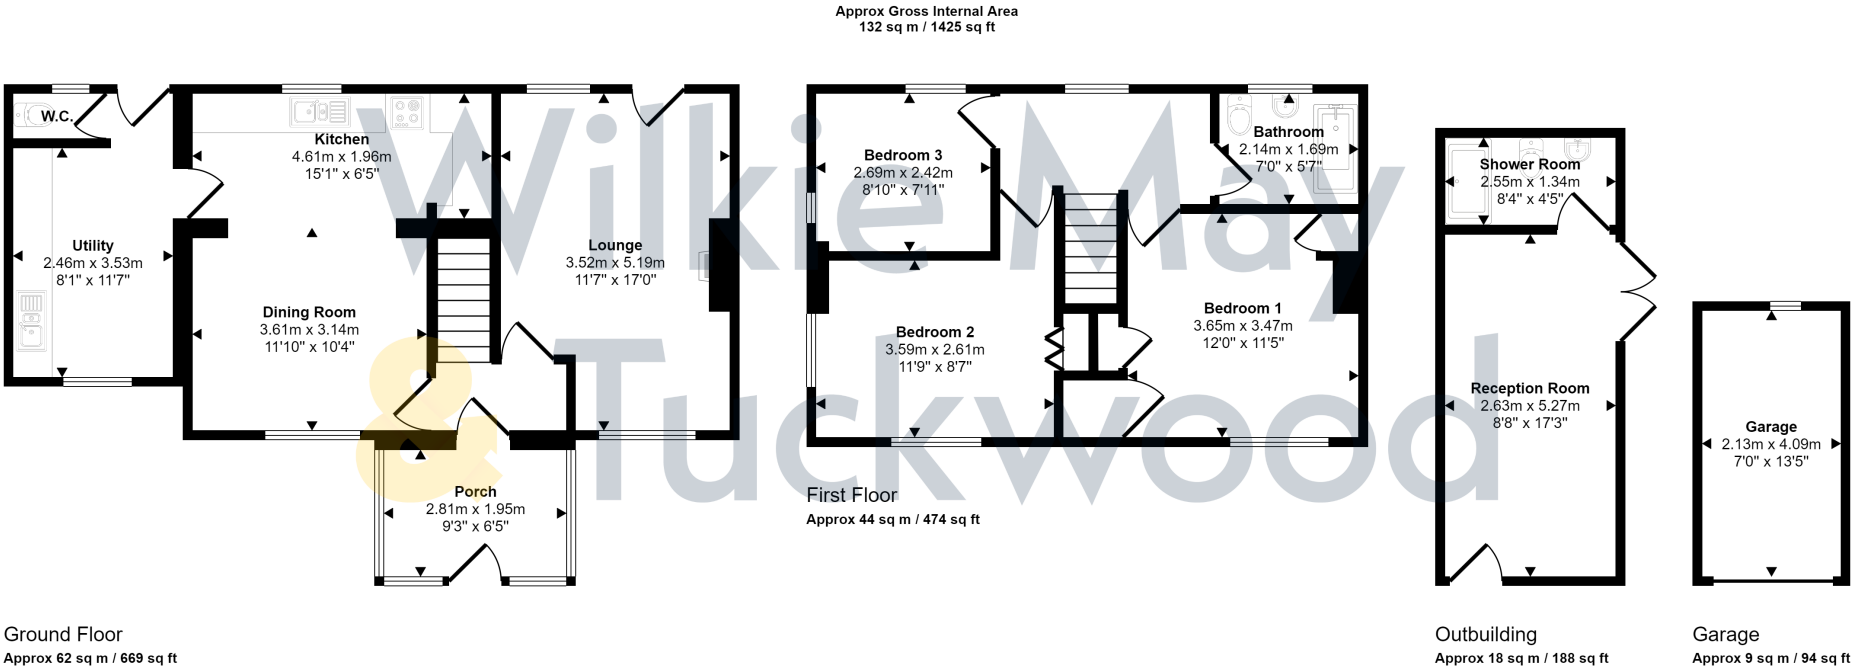 Approx Gross Internal Area
132 sq m / 1425 sq ft
W.C.
Utility
2.46m x 3.53m
8'1" x 11'7"
Kitchen
4.61m x 1.96m
15'1" x 6'5"
Dining Room
3.61m x 3.14m
11'10" x 10'4"
Lounge
3.52m x 5.19m
11'7" x 17'0"
Porch
2.81m x 1.95m
9'3" x 6'5"
Ground Floor
Approx 62 sq m / 669 sq ft
Bedroom 3
2.69m x 2.42m
8'10" x 7'11"
Bathroom
2.14m x 1.69m
7'0" x 5'7"
Bedroom 2
3.59m x 2.61m
11'9" x 8'7"
Bedroom 1
3.65m x 3.47m
12'0" x 11'5"
First Floor
Approx 44 sq m / 474 sq ft
Shower Room
2.55m x 1.34m
8'4" x 4'5"
Reception Room
2.63m x 5.27m
8'8" x 17'3"
Outbuilding
Approx 18 sq m / 188 sq ft
Garage
2.13m x 4.09m
7'0" x 13'5"
Garage
Approx 9 sq m / 94 sq ft
Wilkie May
& Tuckwood